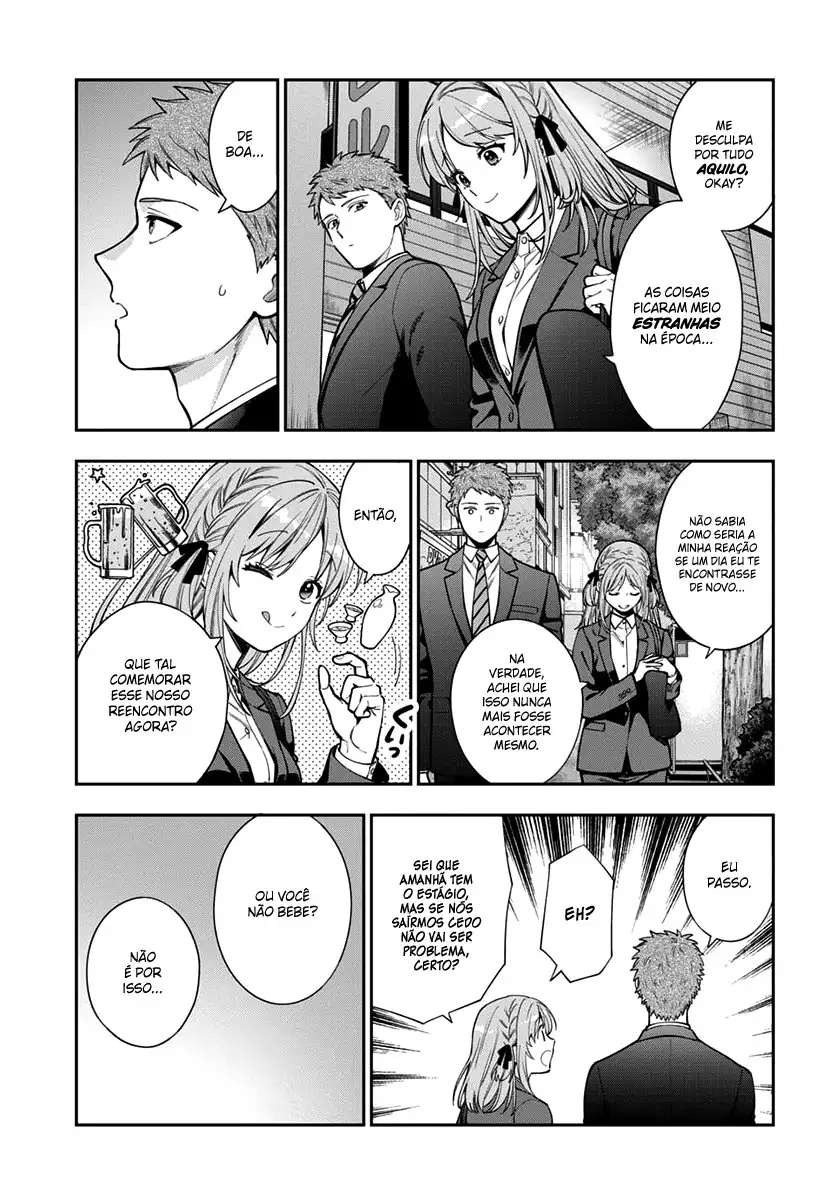 ME
DESCULPA
POR TUDO
AQUILO,
OKAY?
AS COISAS
FICARAM MEIO
ESTRANHAS
NA ÉPOCA...
DE
BOA...
NÃO SABIA
COMO SERIA A
MINHA REAÇÃO
SE UM DIA EU TE
ENCONTRASSE
DE NOVO...
NA
VERDADE,
ACHEI QUE
ISSO NUNCA
MAIS FOSSE
ACONTECER
MESMO.
ENTÃO,
QUE TAL
COMEMORAR
ESSE NOSSO
REENCONTRO
AGORA?
くいっ
EU
PASSO.
EH?
SEI QUE
AMANHÃ TEM
O ESTÁGIO,
MAS SE NÓS
SAÍRMOS CEDO
NÃO VAI SER
PROBLEMA,
CERTO?
OU VOCÊ
NÃO BEBE?
NÃO
É POR
ISSO...